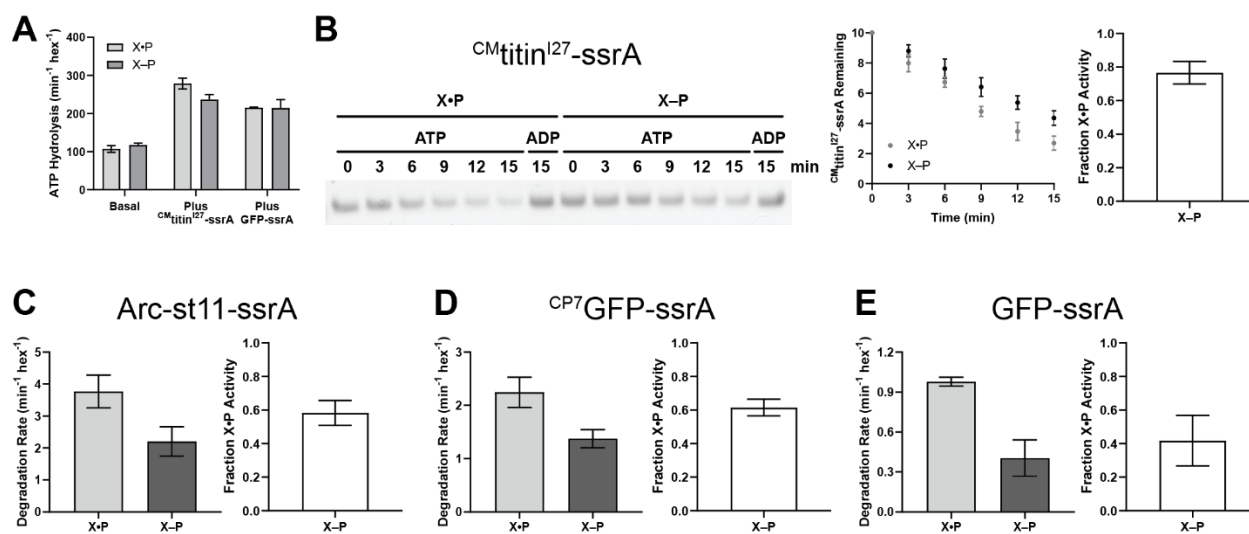 A
ATP Hydrolysis (min⁻¹ hex⁻¹)
400
300
200
100
0
X•P
X–P
Basal
Plus
ᶜᴹtitinᴵ²⁷-ssrA
Plus
GFP-ssrA
B
ᶜᴹtitinᴵ²⁷-ssrA
X•P X–P
ATP ADP ATP ADP
0 3 6 9 12 15 15 0 3 6 9 12 15 15 min
ᶜᴹtitinᴵ²⁷-ssrA Remaining
10
8
6
4
2
0
X•P
X–P
0 3 6 9 12 15
Time (min)
Fraction X•P Activity
1.0
0.8
0.6
0.4
0.2
0.0
X–P
C
Arc-st11-ssrA
Degradation Rate (min⁻¹ hex⁻¹)
5
4
3
2
1
0
X•P X–P
Fraction X•P Activity
1.0
0.8
0.6
0.4
0.2
0.0
X–P
D
ᶜᴾ⁷GFP-ssrA
Degradation Rate (min⁻¹ hex⁻¹)
3
2
1
0
X•P X–P
Fraction X•P Activity
1.0
0.8
0.6
0.4
0.2
0.0
X–P
E
GFP-ssrA
Degradation Rate (min⁻¹ hex⁻¹)
1.2
0.9
0.6
0.3
0.0
X•P X–P
Fraction X•P Activity
1.0
0.8
0.6
0.4
0.2
0.0
X–P